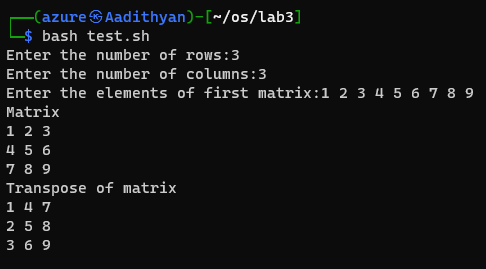 ┌──(azure㉿Aadithyan)-[~/os/lab3]
└─$ bash test.sh
Enter the number of rows:3
Enter the number of columns:3
Enter the elements of first matrix:1 2 3 4 5 6 7 8 9
Matrix
1 2 3
4 5 6
7 8 9
Transpose of matrix
1 4 7
2 5 8
3 6 9